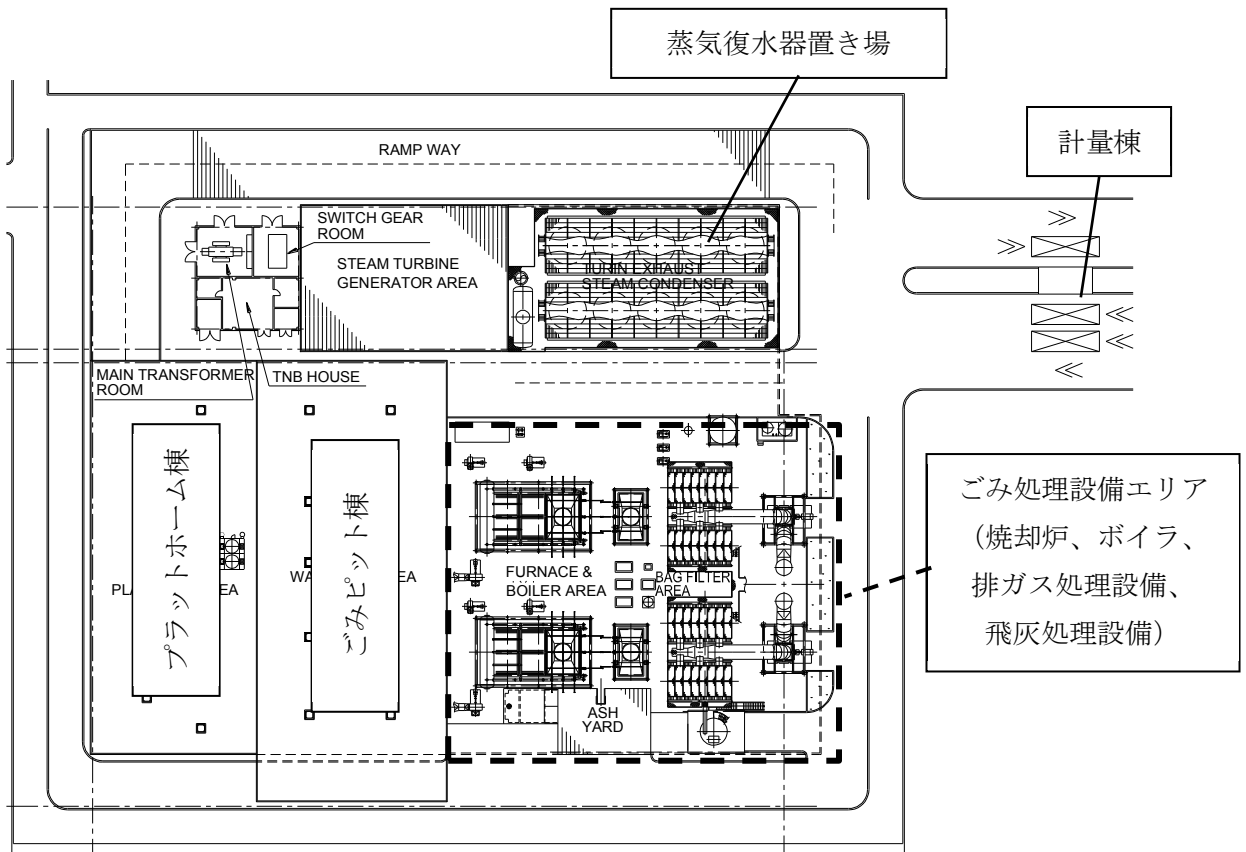 蒸気復水器置き場
計量棟
RAMP WAY
SWITCH GEAR
ROOM
STEAM TURBINE
GENERATOR AREA
TURIN EXHAUST
STEAM CONDENSER
MAIN TRANSFORMER
ROOM
TNB HOUSE
プラットホーム棟
ごみピット棟
FURNACE &
BOILER AREA
BAG FILTER
AREA
ASH
YARD
ごみ処理設備エリア
（焼却炉、ボイラ、
排ガス処理設備、
飛灰処理設備）